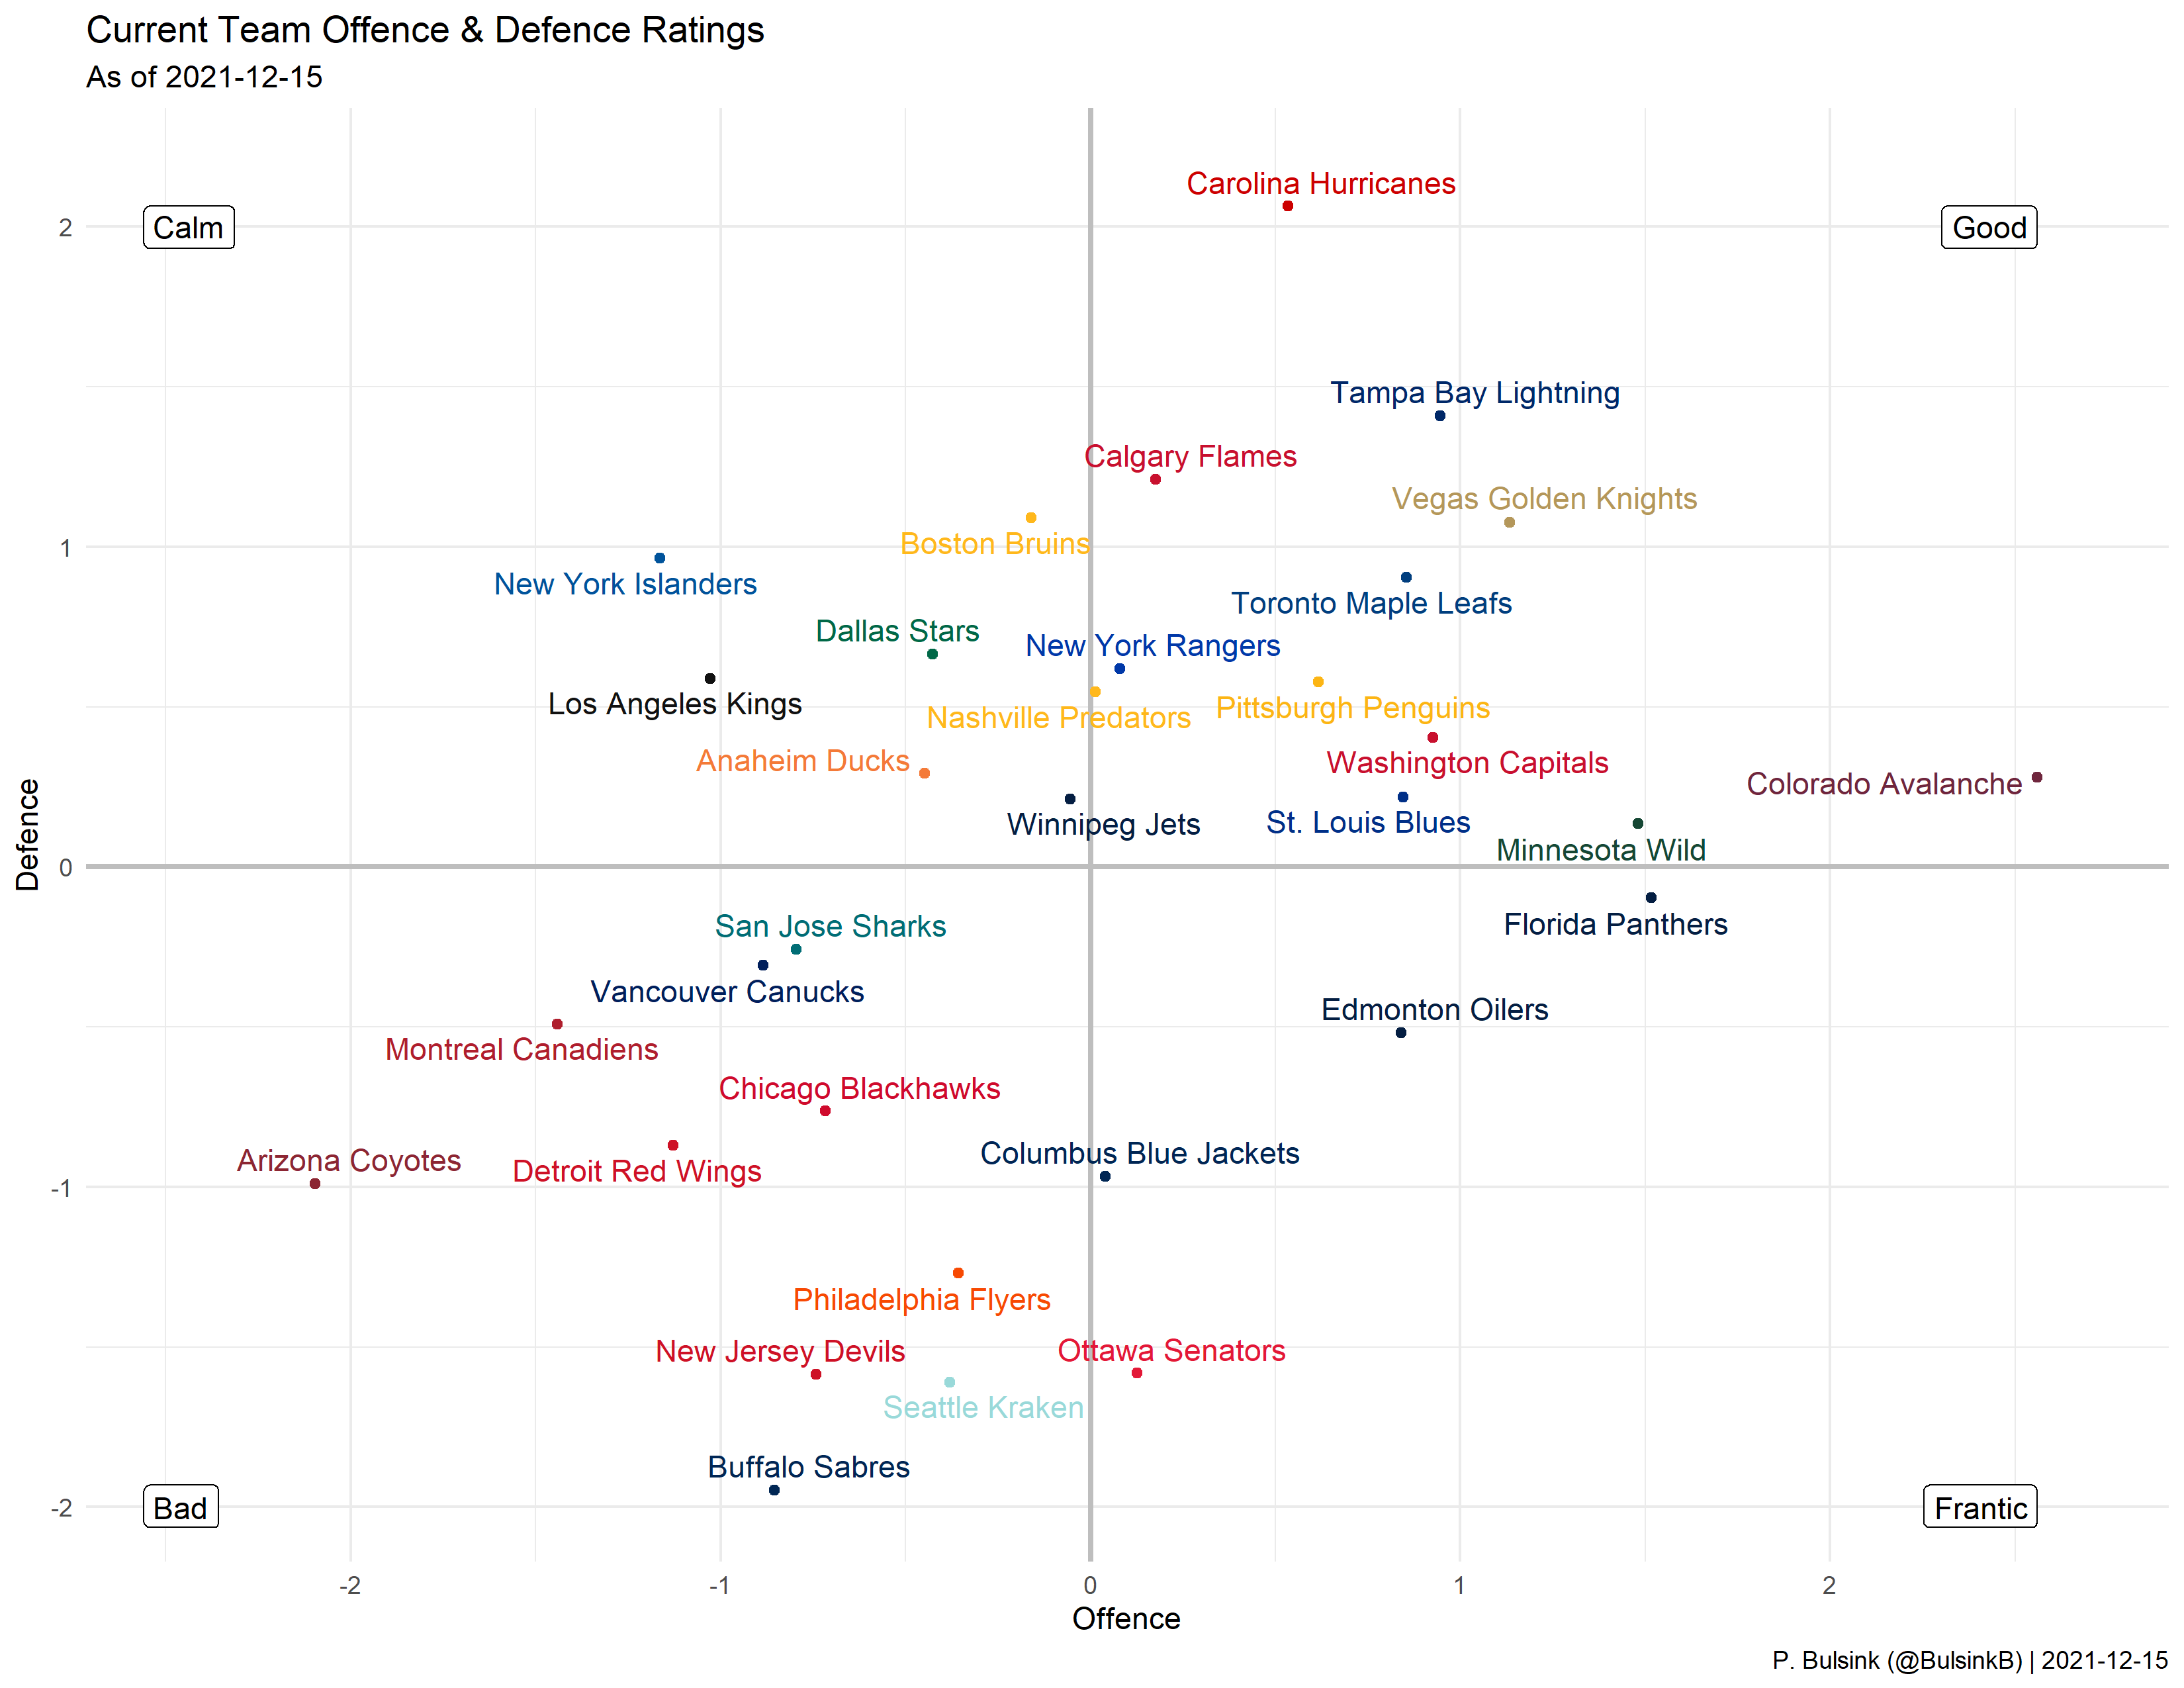 Current Team Offence & Defence Ratings
As of 2021-12-15
Carolina Hurricanes
Calm
Good
2
Tampa Bay Lightning
Calgary Flames
Vegas Golden Knights
Boston Bruins
1
New York Islanders
Toronto Maple Leafs
Dallas Stars
New York Rangers
Los Angeles Kings
Nashville Predators
Pittsburgh Penguins
Anaheim Ducks
Washington Capitals
Colorado Avalanche
Winnipeg Jets
St. Louis Blues
Minnesota Wild
Defence
0
San Jose Sharks
Florida Panthers
Vancouver Canucks
Edmonton Oilers
Montreal Canadiens
Chicago Blackhawks
Columbus Blue Jackets
Arizona Coyotes
Detroit Red Wings
-1
Philadelphia Flyers
New Jersey Devils
Ottawa Senators
Seattle Kraken
Buffalo Sabres
-2
Bad
Frantic
-2 -1 0 1 2
Offence
P. Bulsink (@BulsinkB) | 2021-12-15